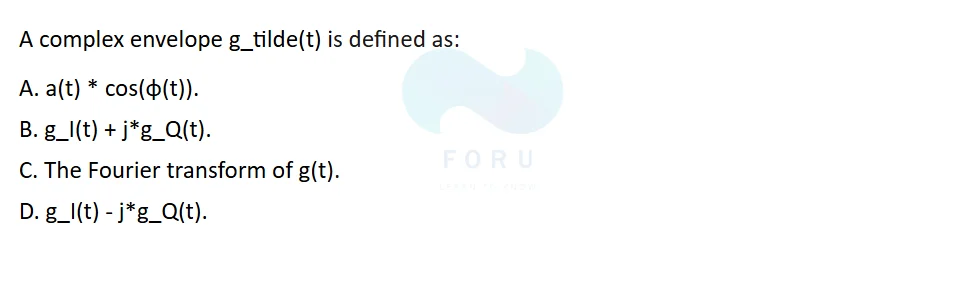 A complex envelope g_tilde(t) is defined as:
A. a(t) * cos(ϕ(t)).
B. g_I(t) + j*g_Q(t).
C. The Fourier transform of g(t).
FORU
D. g_I(t) - j*g_Q(t).